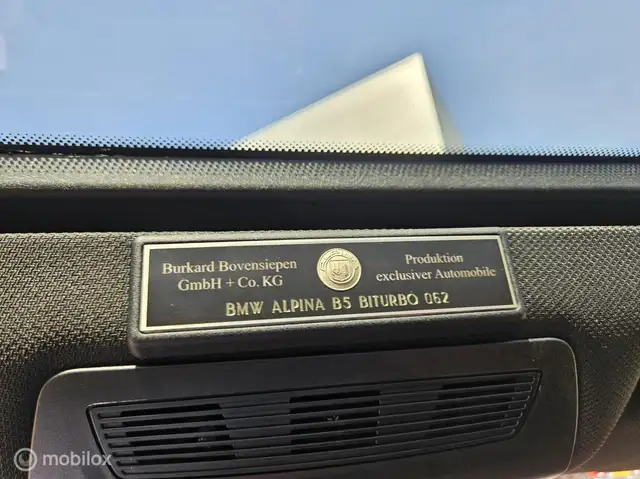 Burkard Bovensiepen
GmbH + Co. KG
Produktion
exclusiver Automobile
BMW ALPINA B5 BITURBO 062
mobilox